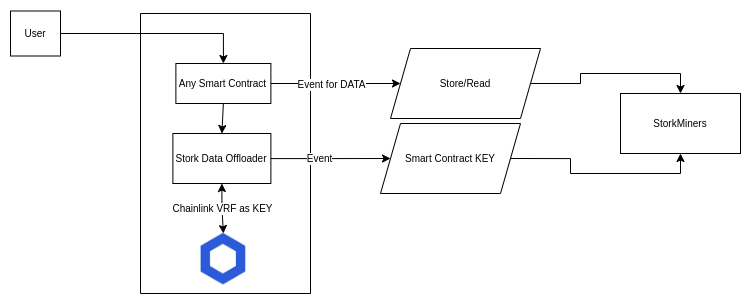 User
Any Smart Contract
Event for DATA
Store/Read
StorkMiners
Stork Data Offloader
Event
Smart Contract KEY
Chainlink VRF as KEY